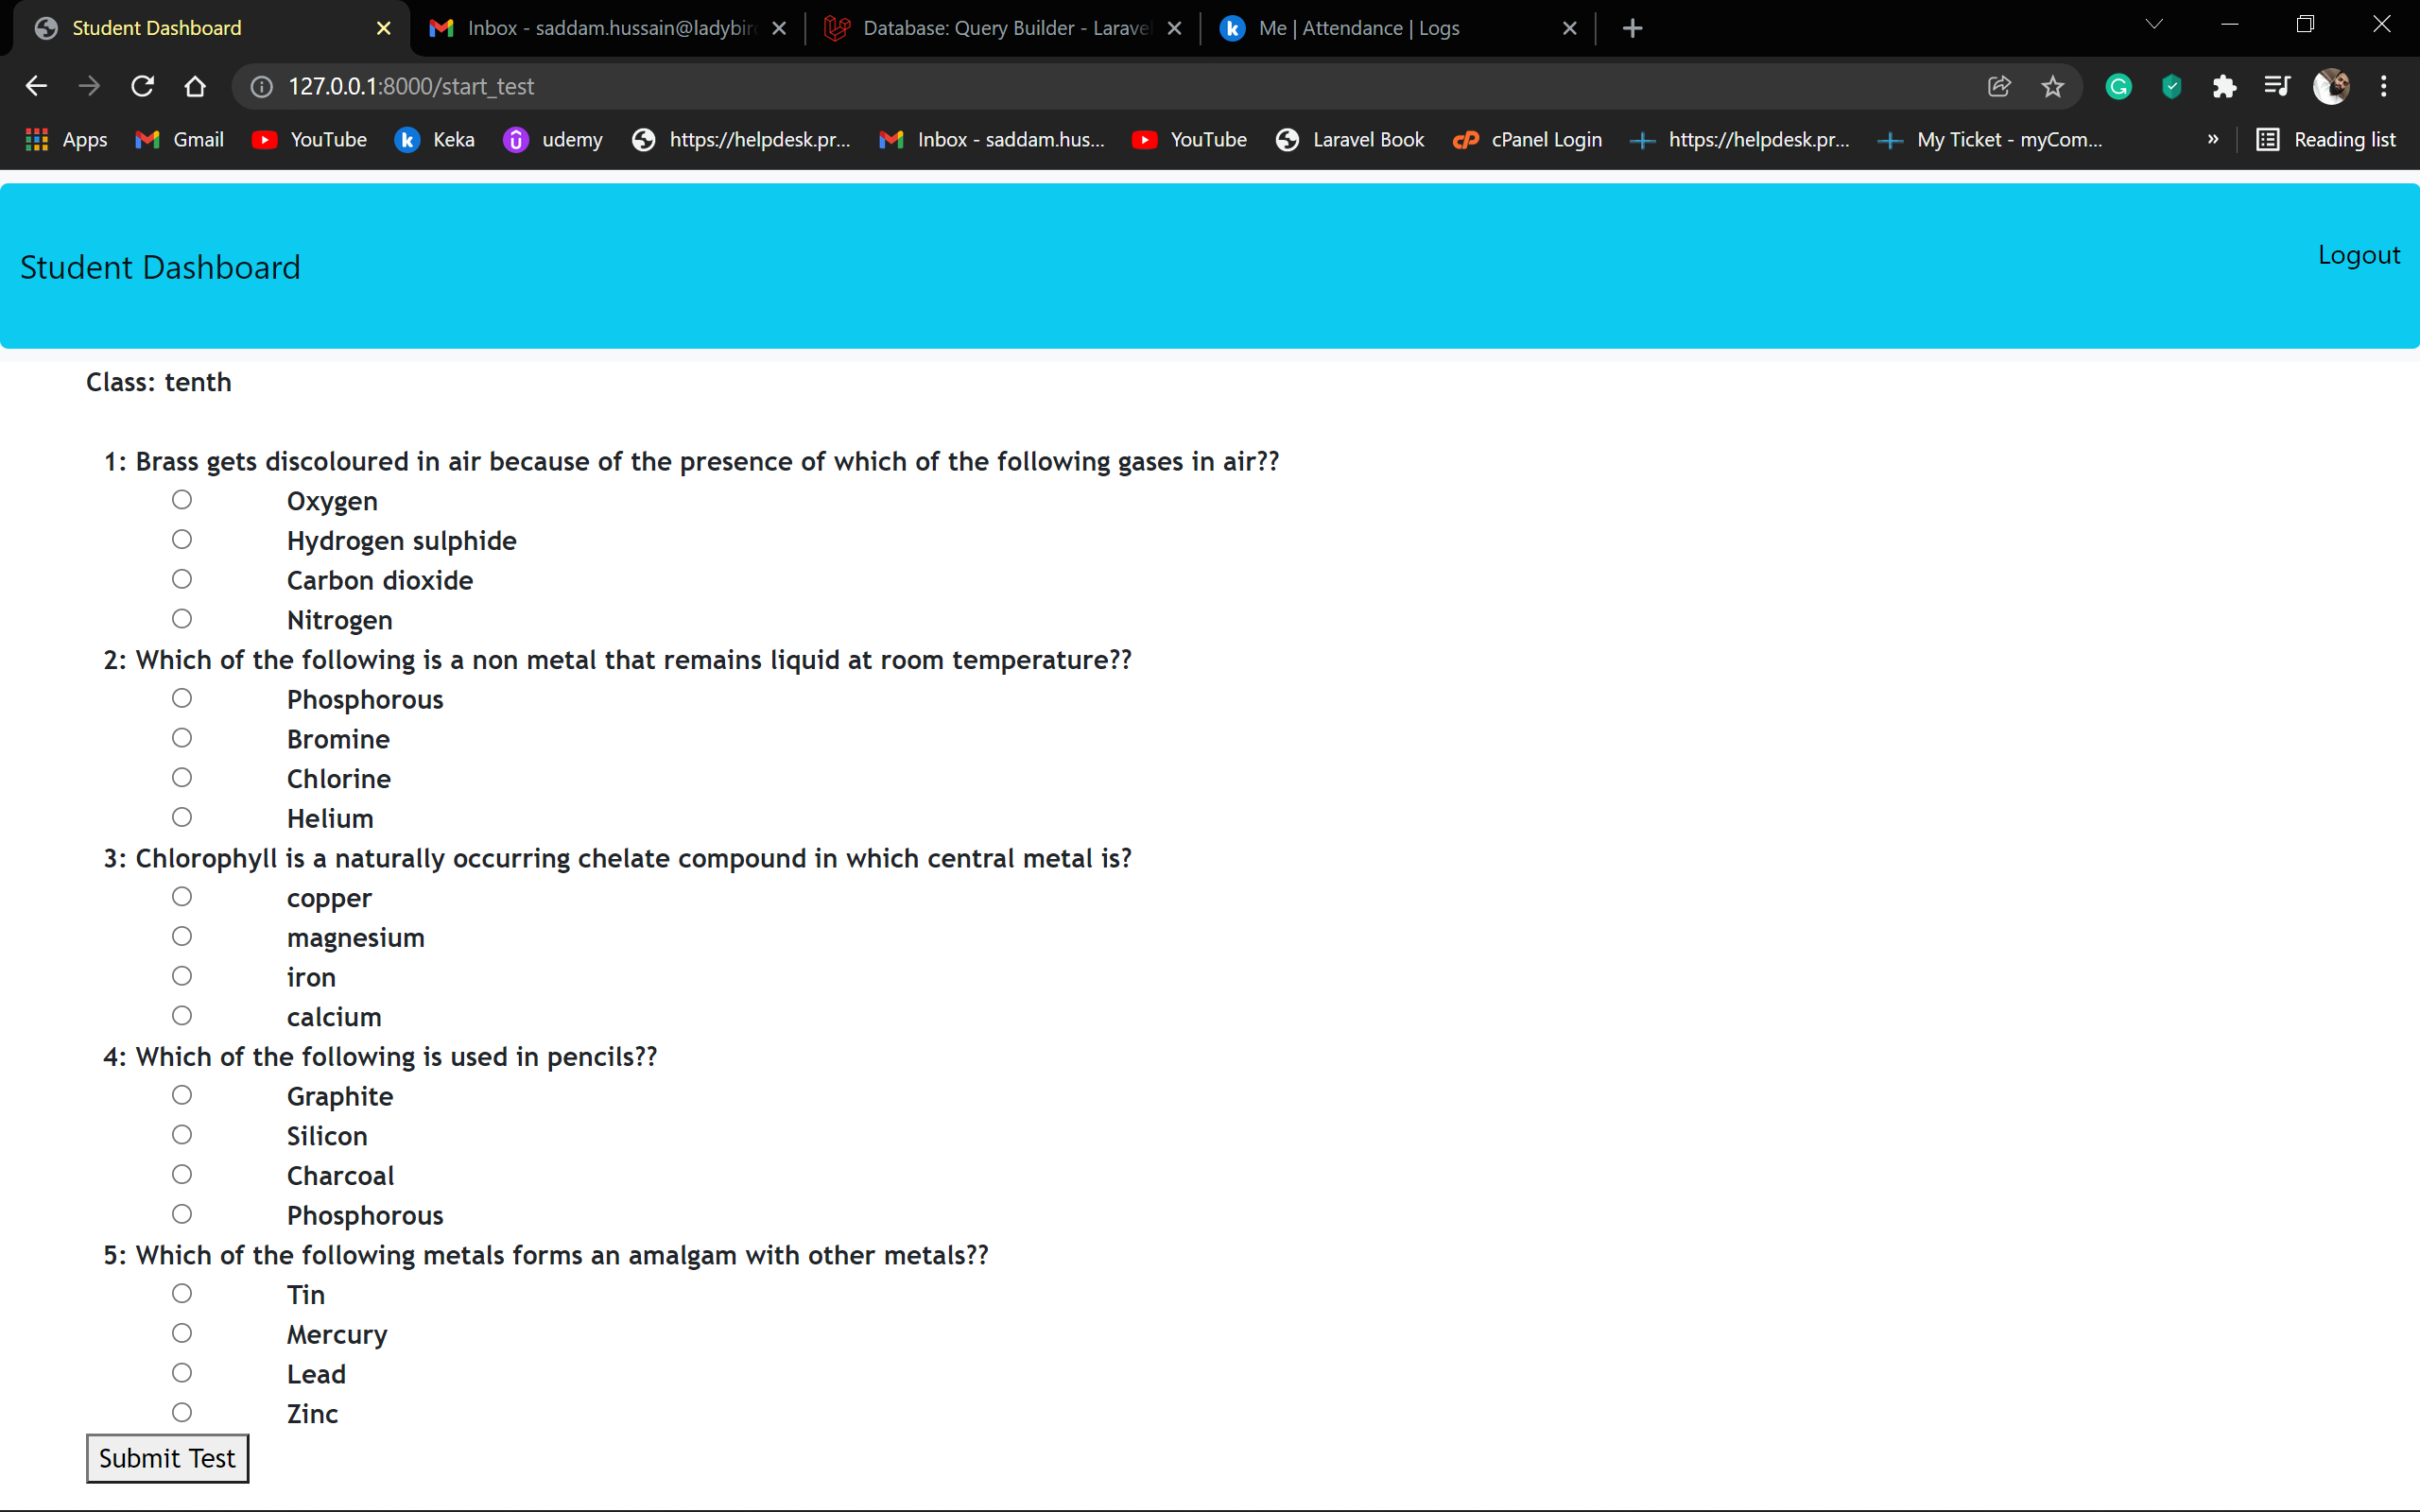 Student Dashboard
Inbox - saddam.hussain@ladybir
Database: Query Builder - Larave
Me | Attendance | Logs
127.0.0.1:8000/start_test
Apps
Gmail
YouTube
Keka
udemy
https://helpdesk.pr...
Inbox - saddam.hus...
YouTube
Laravel Book
cPanel Login
https://helpdesk.pr...
My Ticket - myCom...
»
Reading list
Student Dashboard
Logout
Class: tenth
1: Brass gets discoloured in air because of the presence of which of the following gases in air??
Oxygen
Hydrogen sulphide
Carbon dioxide
Nitrogen
2: Which of the following is a non metal that remains liquid at room temperature??
Phosphorous
Bromine
Chlorine
Helium
3: Chlorophyll is a naturally occurring chelate compound in which central metal is?
copper
magnesium
iron
calcium
4: Which of the following is used in pencils??
Graphite
Silicon
Charcoal
Phosphorous
5: Which of the following metals forms an amalgam with other metals??
Tin
Mercury
Lead
Zinc
Submit Test